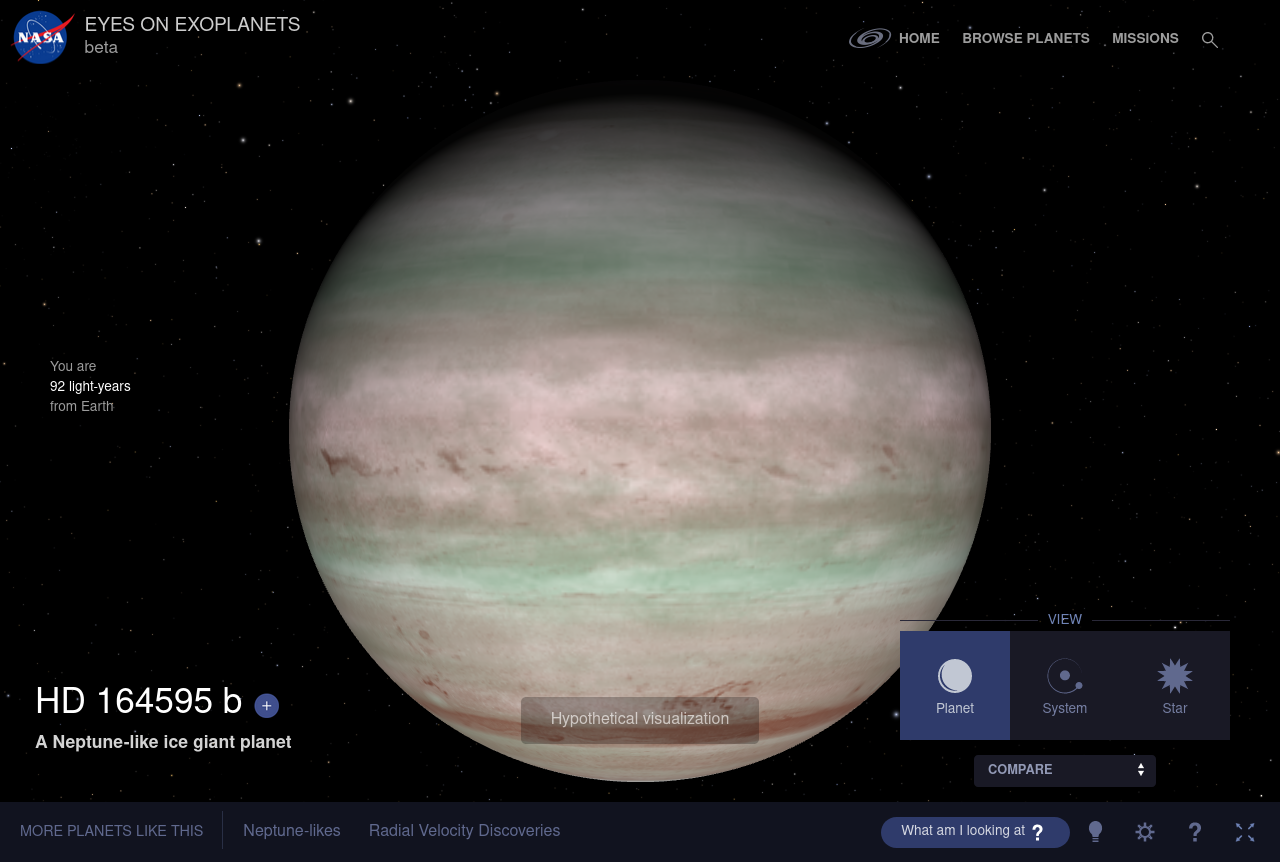 NASA
EYES ON EXOPLANETS
beta
HOME
BROWSE PLANETS
MISSIONS
You are
92 light-years
from Earth
HD 164595 b +
A Neptune-like ice giant planet
Hypothetical visualization
VIEW
Planet
System
Star
COMPARE
MORE PLANETS LIKE THIS
Neptune-likes
Radial Velocity Discoveries
What am I looking at ?
?